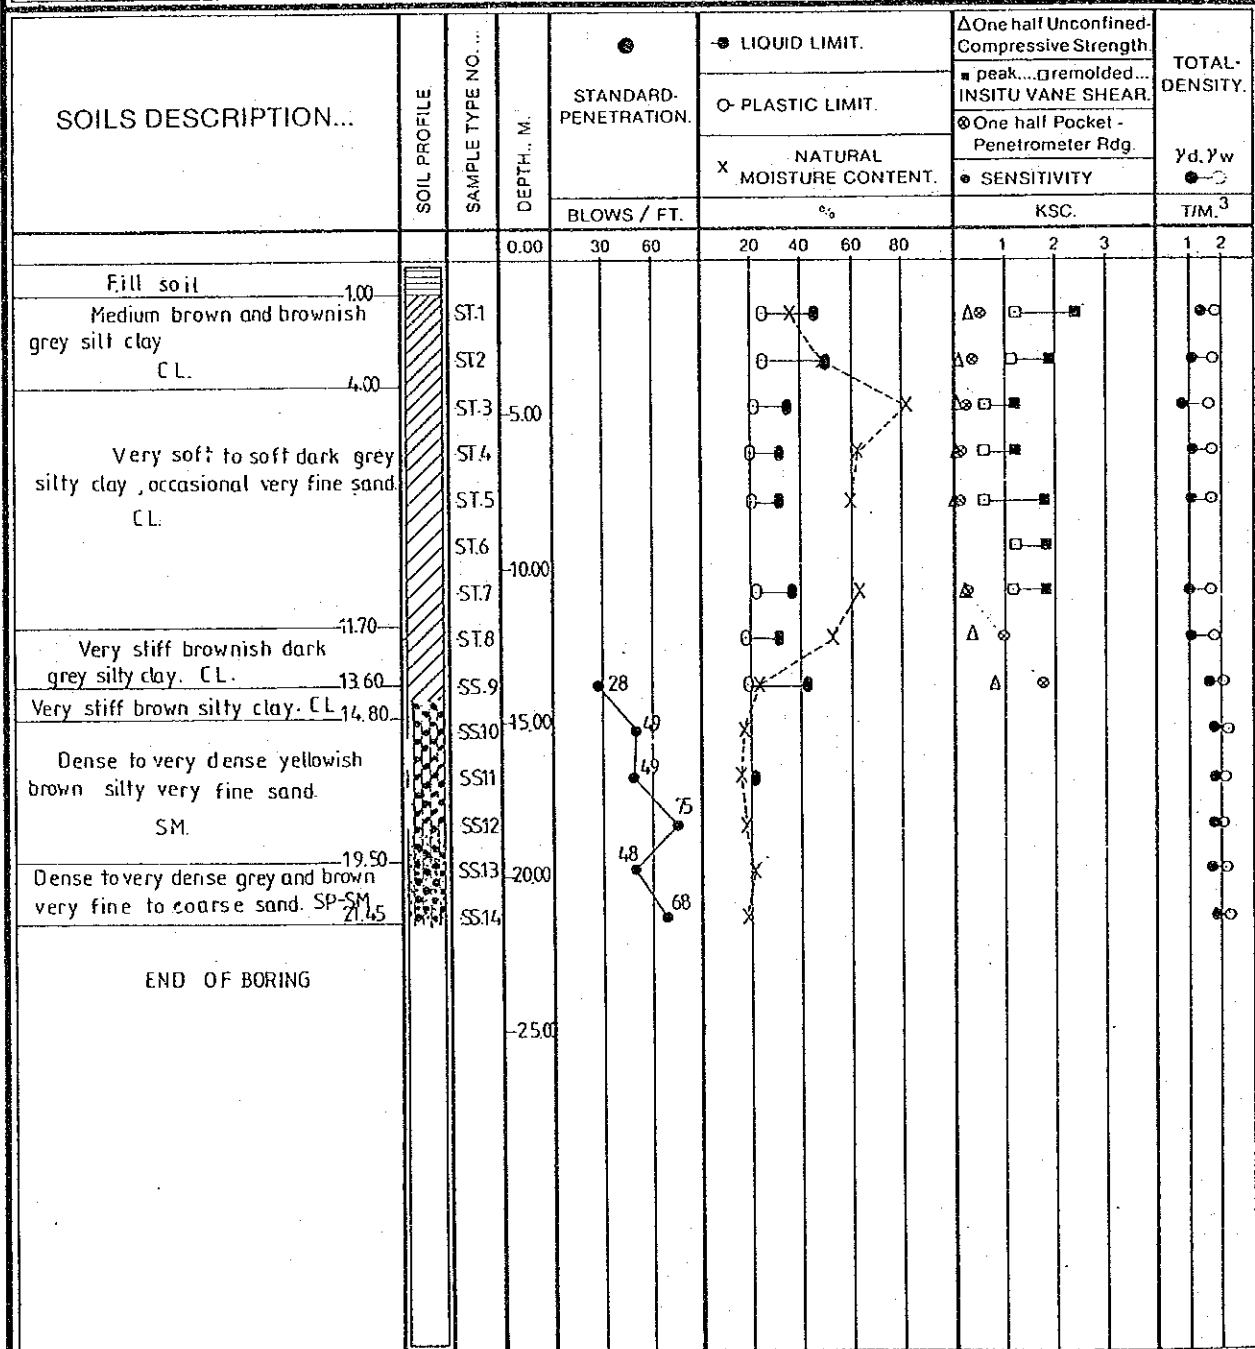 SOILS DESCRIPTION...
SOIL PROFILE
SAMPLE TYPE NO....
DEPTH., M.
STANDARD-
PENETRATION.
BLOWS / FT.
LIQUID LIMIT.
PLASTIC LIMIT.
X NATURAL
MOISTURE CONTENT.
%
△One half Unconfined-
Compressive Strength.
■ peak....□remolded...
INSITU VANE SHEAR.
⊗One half Pocket -
Penetrometer Rdg.
● SENSITIVITY
KSC.
TOTAL-
DENSITY.
γd, γw
T/M.³
0.00 30 60 20 40 60 80 1 2 3 1 2
Fill soil 1.00
Medium brown and brownish
grey silt clay
CL.
4.00
Very soft to soft dark grey
silty clay , occasional very fine sand.
CL.
11.70
Very stiff brownish dark
grey silty clay. CL.
13.60
Very stiff brown silty clay. CL 14.80
Dense to very dense yellowish
brown silty very fine sand.
SM.
19.50
Dense to very dense grey and brown
very fine to coarse sand. SP-SM
21.45
END OF BORING
ST.1
ST.2
ST.3
ST.4
ST.5
ST.6
ST.7
ST.8
SS.9
SS10
SS11
SS12
SS.13
SS.14
5.00
10.00
15.00
20.00
25.00
28
49
49
75
48
68